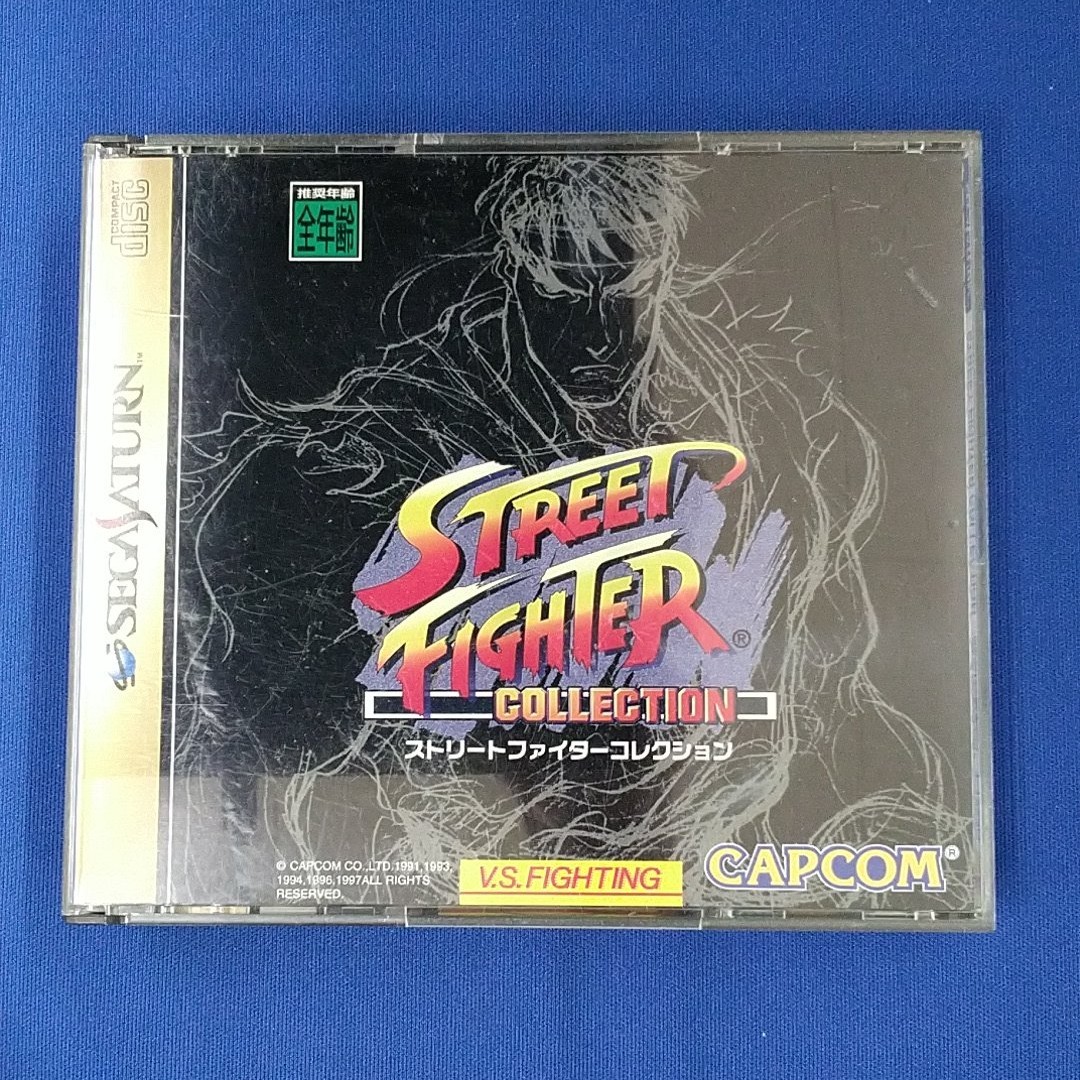 COMPACT
disc
SEGA SATURN™
推奨年齢
全年齢
STREET
FIGHTER®
COLLECTION
ストリートファイターコレクション
© CAPCOM CO.,LTD.1991,1993,
1994,1996,1997ALL RIGHTS
RESERVED.
V.S.FIGHTING
CAPCOM®